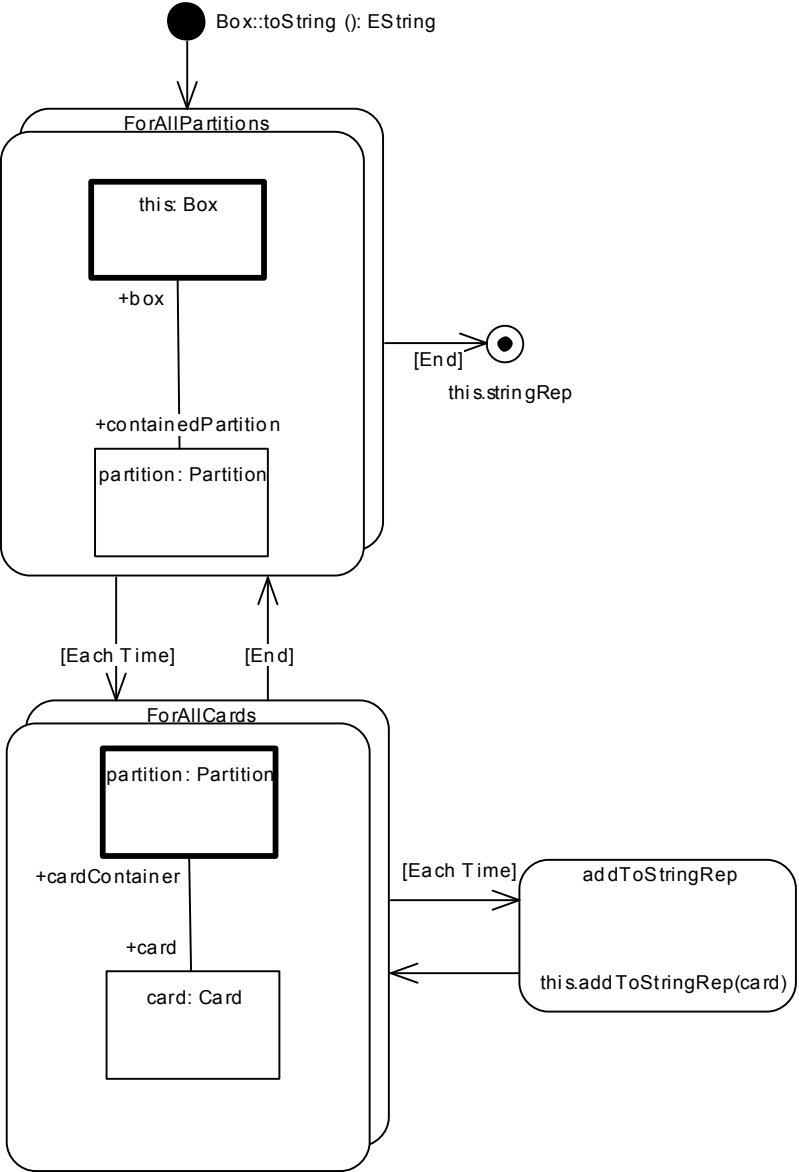 Box::toString (): EString
ForAllPartitions
this: Box
+box
[End]
this.stringRep
+containedPartition
partition: Partition
[Each Time]
[End]
ForAllCards
partition: Partition
+cardContainer
[Each Time]
addToStringRep
+card
this.addToStringRep(card)
card: Card